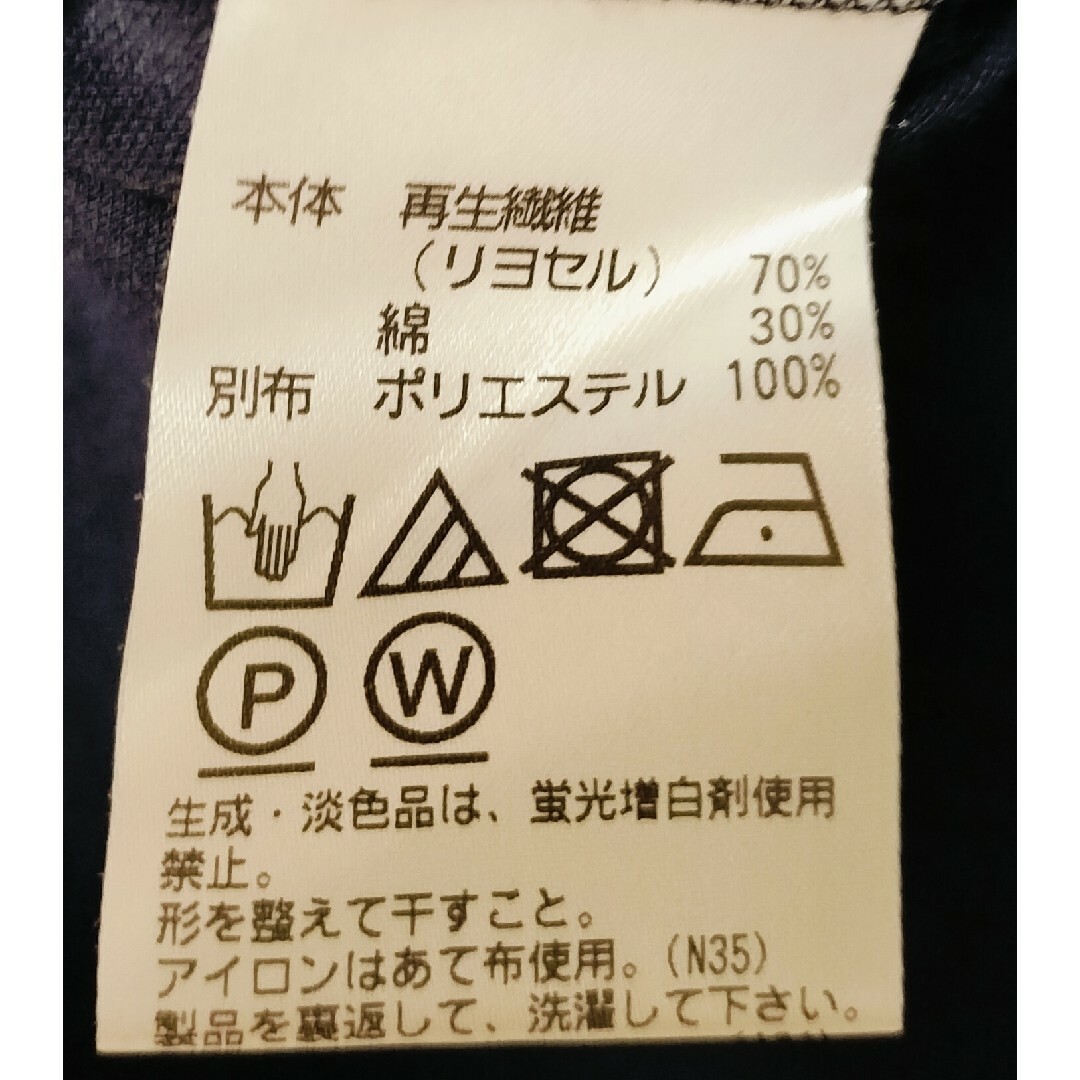 本体 再生繊維
(リヨセル) 70%
綿 30%
別布 ポリエステル 100%
P W
生成・淡色品は、蛍光増白剤使用
禁止。
形を整えて干すこと。
アイロンはあて布使用。(N35)
製品を裏返して、洗濯して下さい。